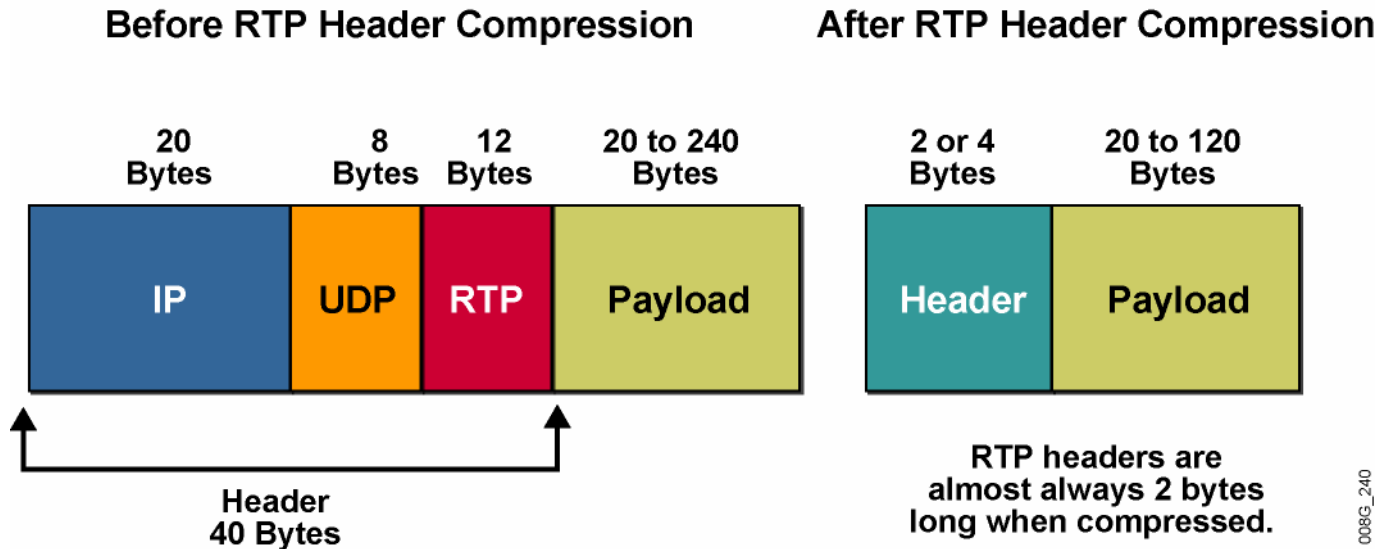 Before RTP Header Compression
After RTP Header Compression
20
Bytes
8
Bytes
12
Bytes
20 to 240
Bytes
2 or 4
Bytes
20 to 120
Bytes
IP
UDP
RTP
Payload
Header
Payload
Header
40 Bytes
RTP headers are
almost always 2 bytes
long when compressed.
008G_240